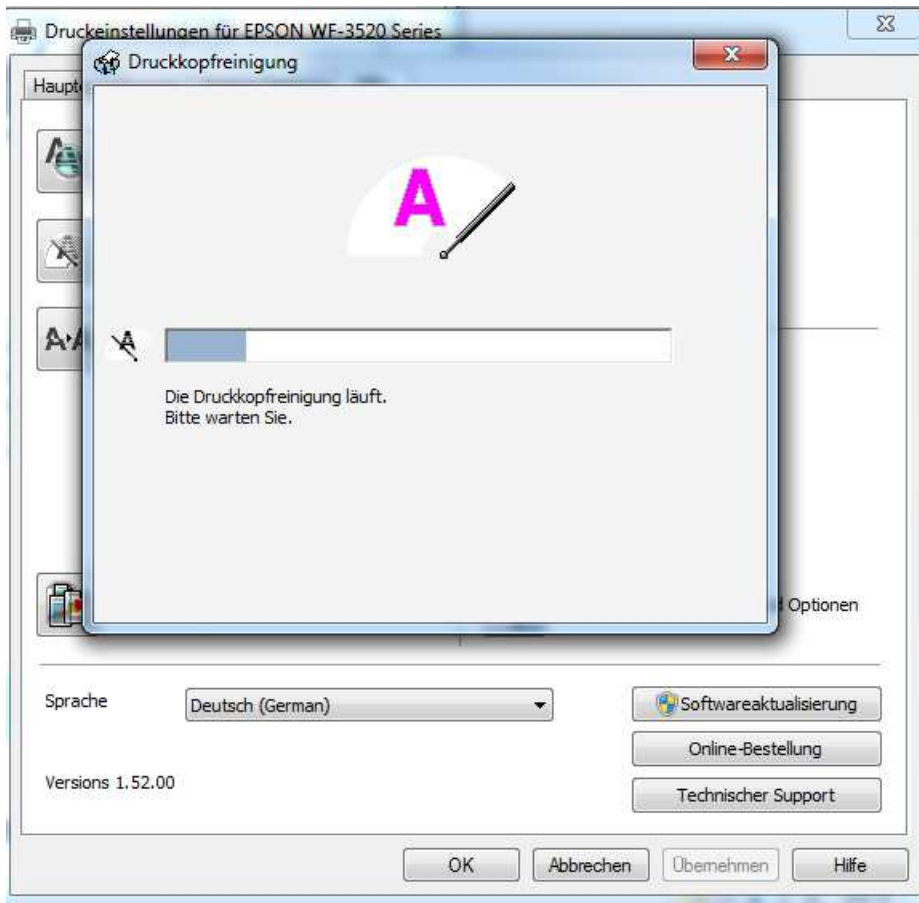 Druckeinstellungen für EPSON WF-3520 Series
Druckkopfreinigung
A
Die Druckkopfreinigung läuft.
Bitte warten Sie.
Optionen
Sprache
Deutsch (German)
Softwareaktualisierung
Online-Bestellung
Versions 1.52.00
Technischer Support
OK
Abbrechen
Übernehmen
Hilfe